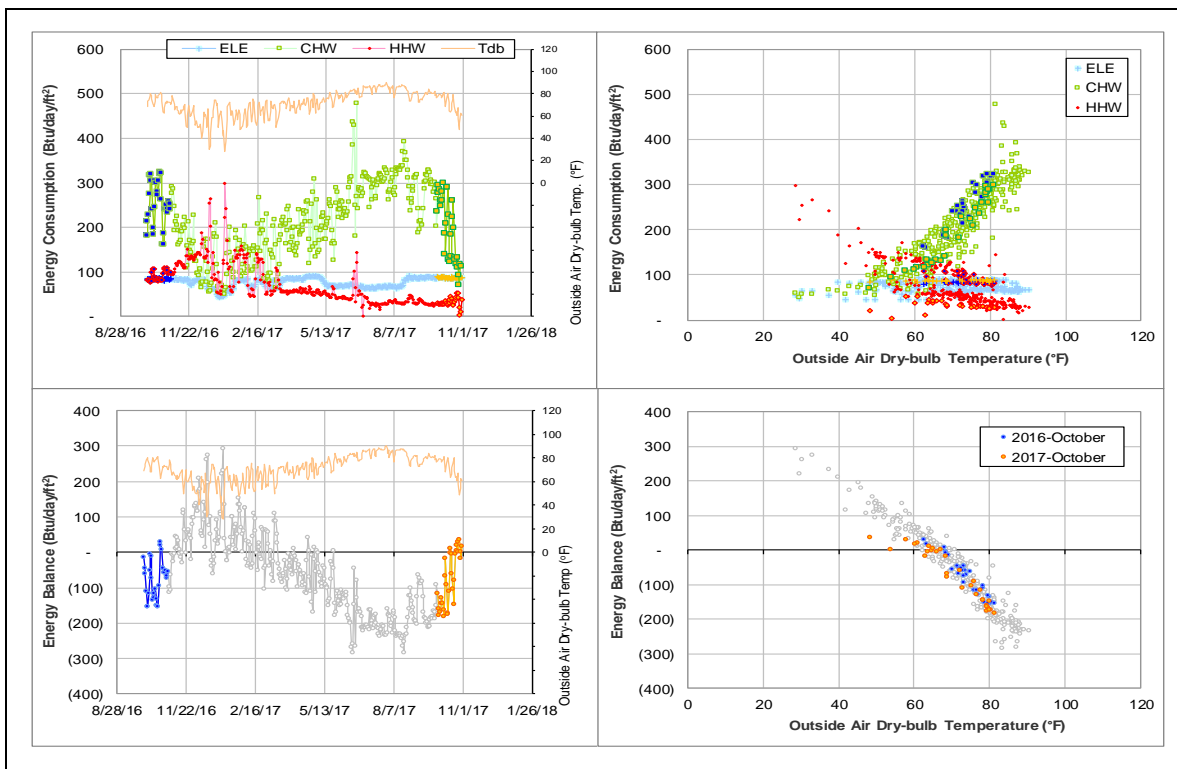 ELE CHW HHW Tdb
Energy Consumption (Btu/day/ft²)
600
500
400
300
200
100
-
120
100
80
60
40
20
0
(°F)
Outside Air Dry-bulb Temp.
8/28/16 11/22/16 2/16/17 5/13/17 8/7/17 11/1/17 1/26/18
ELE
CHW
HHW
Energy Consumption (Btu/day/ft²)
600
500
400
300
200
100
-
0 20 40 60 80 100 120
Outside Air Dry-bulb Temperature (°F)
Energy Balance (Btu/day/ft²)
400
300
200
100
-
(100)
(200)
(300)
(400)
120
100
80
60
40
20
0
Outside Air Dry-bulb Temp (°F)
8/28/16 11/22/16 2/16/17 5/13/17 8/7/17 11/1/17 1/26/18
2016-October
2017-October
Energy Balance (Btu/day/ft²)
400
300
200
100
-
(100)
(200)
(300)
(400)
0 20 40 60 80 100 120
Outside Air Dry-bulb Temperature (°F)